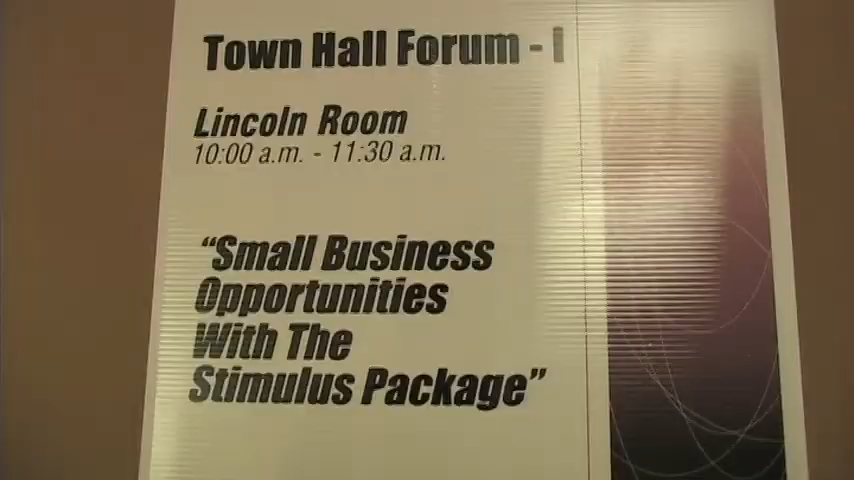 Town Hall Forum - I
Lincoln Room
10:00 a.m. - 11:30 a.m.
“Small Business
Opportunities
With The
Stimulus Package”